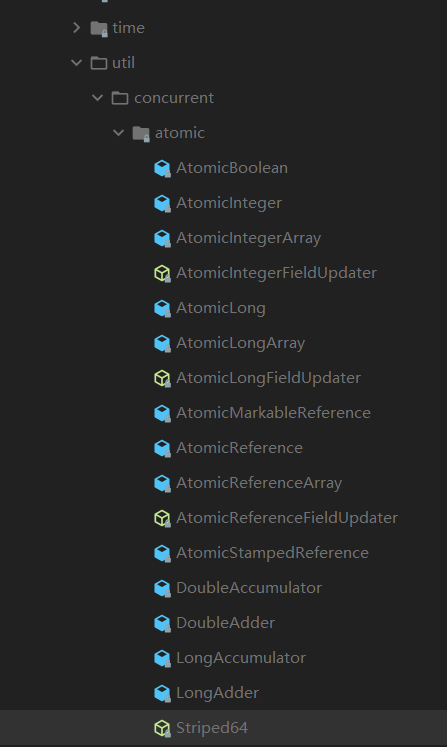 time
util
concurrent
atomic
AtomicBoolean
AtomicInteger
AtomicIntegerArray
AtomicIntegerFieldUpdater
AtomicLong
AtomicLongArray
AtomicLongFieldUpdater
AtomicMarkableReference
AtomicReference
AtomicReferenceArray
AtomicReferenceFieldUpdater
AtomicStampedReference
DoubleAccumulator
DoubleAdder
LongAccumulator
LongAdder
Striped64